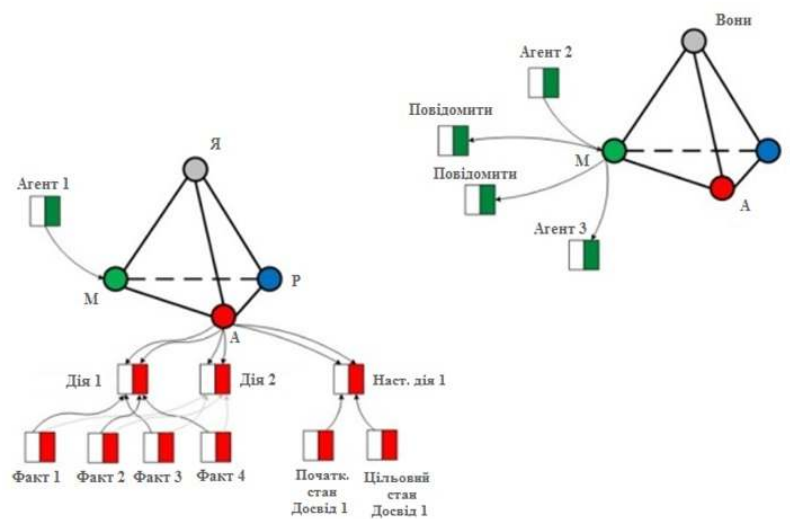 Вони
Агент 2
Повідомити
М
Повідомити
А
Агент 3
Я
Агент 1
М
Р
А
Дія 1
Дія 2
Наст. дія 1
Факт 1
Факт 2
Факт 3
Факт 4
Початк.
стан
Досвід 1
Цільовий
стан
Досвід 1